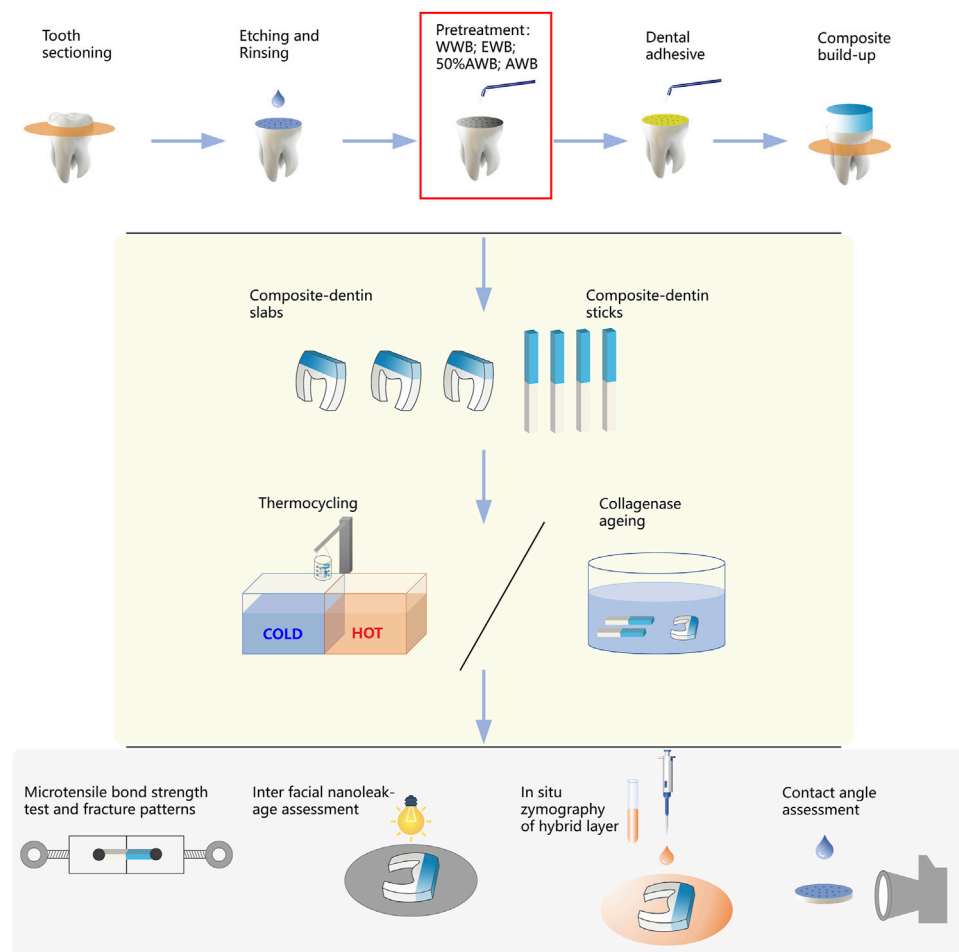 Tooth
sectioning
Etching and
Rinsing
Pretreatment:
WWB; EWB;
50%AWB; AWB
Dental
adhesive
Composite
build-up
Composite-dentin
slabs
Composite-dentin
sticks
Thermocycling
COLD
HOT
Collagenase
ageing
Microtensile bond strength
test and fracture patterns
Inter facial nanoleak-
age assessment
In situ
zymography
of hybrid layer
Contact angle
assessment